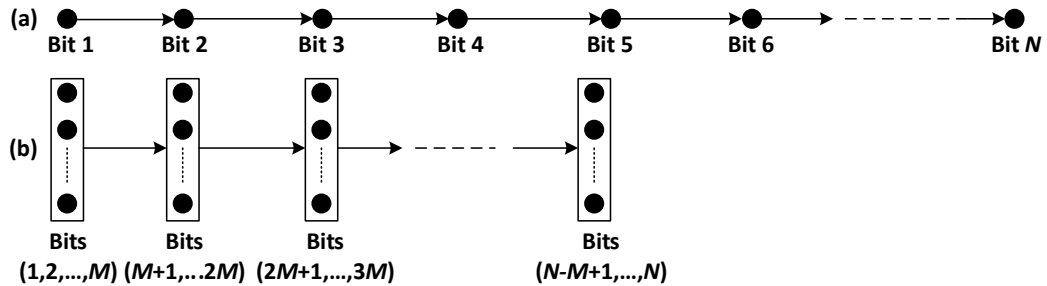 (a)
Bit 1 Bit 2 Bit 3 Bit 4 Bit 5 Bit 6 Bit N
(b)
Bits Bits Bits Bits
(1,2,...,M) (M+1,...2M) (2M+1,...,3M) (N-M+1,...,N)